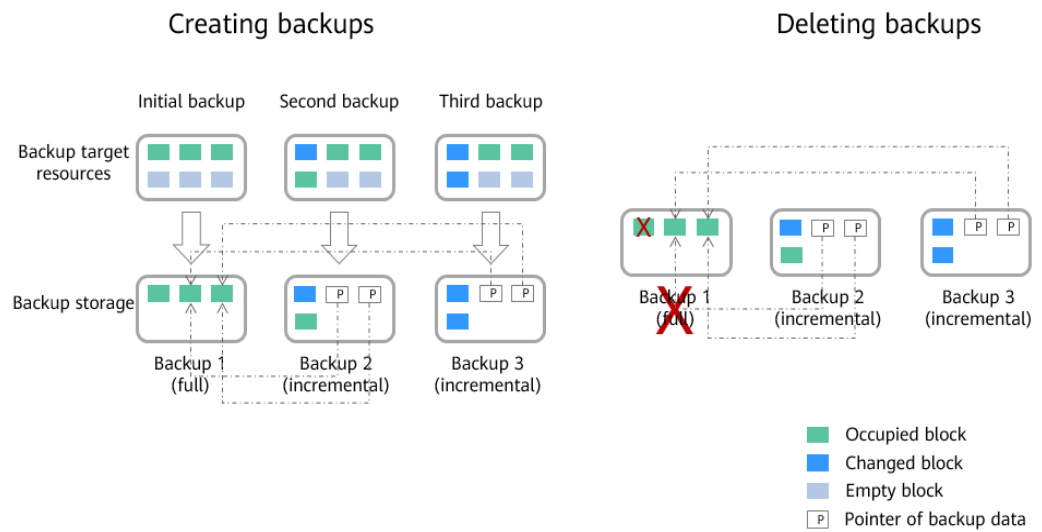 Creating backups
Deleting backups
Initial backup
Second backup
Third backup
Backup target
resources
Backup storage
P
P
P
P
Backup 1
(full)
Backup 2
(incremental)
Backup 3
(incremental)
X
P
P
P
P
Backup 1
(full)
X
Backup 2
(incremental)
Backup 3
(incremental)
Occupied block
Changed block
Empty block
P
Pointer of backup data